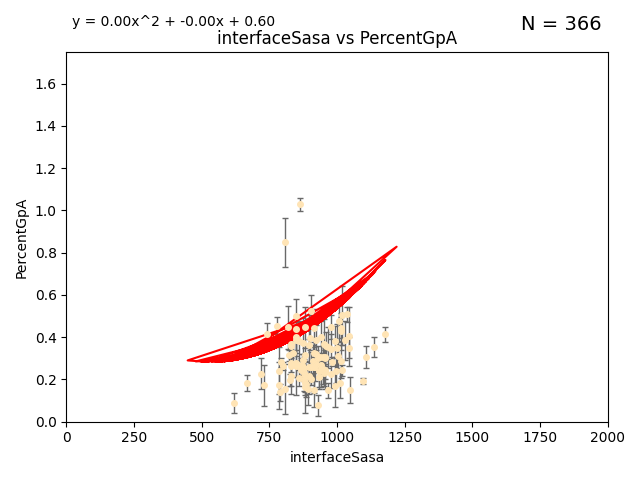 y = 0.00x^2 + -0.00x + 0.60
N = 366
interfaceSasa vs PercentGpA
PercentGpA
1.6
1.4
1.2
1.0
0.8
0.6
0.4
0.2
0.0
0 250 500 750 1000 1250 1500 1750 2000
interfaceSasa